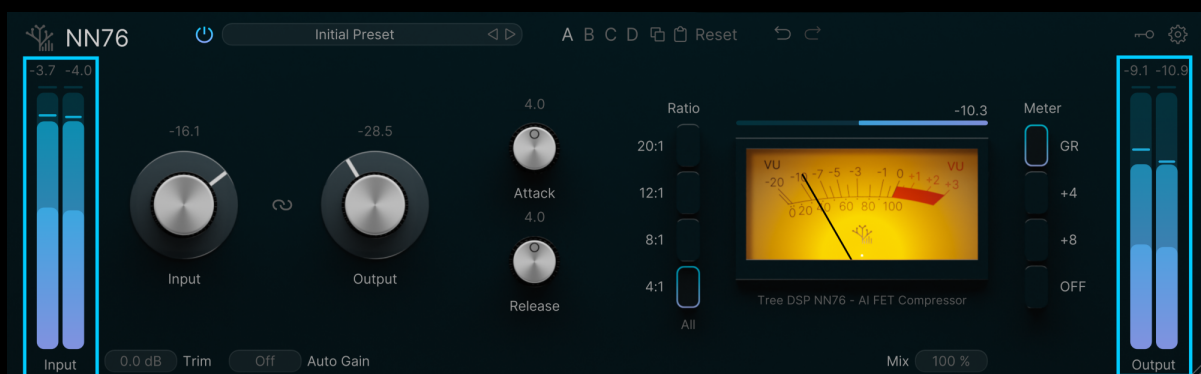 NN76
Initial Preset
A B C D Reset
-3.7 -4.0
-9.1 -10.9
-16.1
-28.5
4.0
Attack
4.0
Release
Input
Output
Ratio
20:1
12:1
8:1
4:1
All
-10.3
VU VU
-20 -10 -7 -5 -3 -1 0 +1 +2 +3
0 20 40 60 80 100
Tree DSP NN76 - AI FET Compressor
Meter
GR
+4
+8
OFF
Input
0.0 dB Trim
Off Auto Gain
Mix 100 %
Output